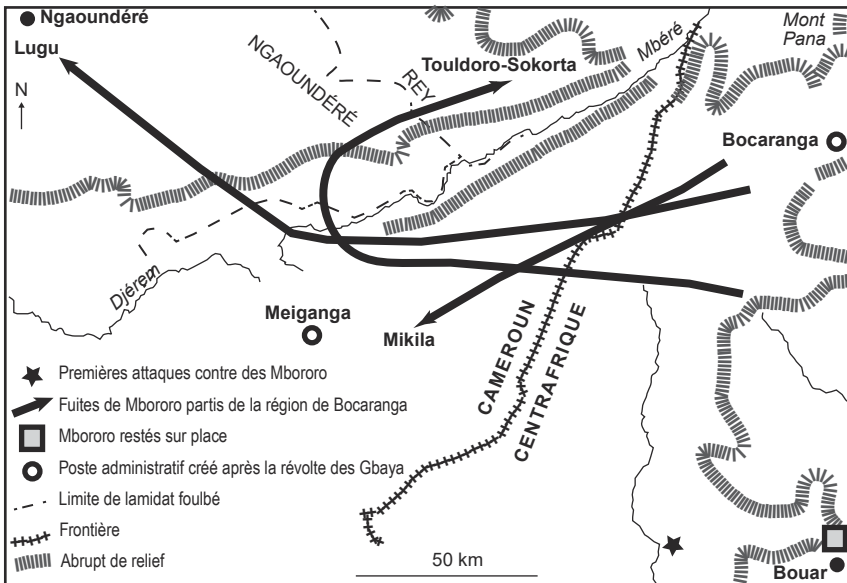 Ngaoundéré
Lugu
N
NGAOUNDÉRÉ
REY
Touldoro-Sokorta
Mbéré
Mont
Pana
Bocaranga
Djérem
Meiganga
Mikila
CAMEROUN
CENTRAFRIQUE
Premières attaques contre des Mbororo
Fuites de Mbororo partis de la région de Bocaranga
Mbororo restés sur place
Poste administratif créé après la révolte des Gbaya
Limite de lamidat foulbé
Frontière
Abrupt de relief
50 km
Bouar